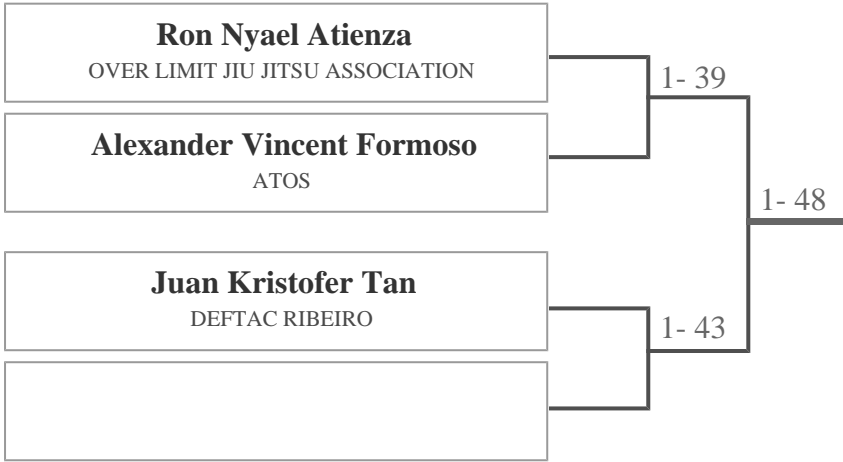 Ron Nyael Atienza
OVER LIMIT JIU JITSU ASSOCIATION
1- 39
Alexander Vincent Formoso
ATOS
1- 48
Juan Kristofer Tan
DEFTAC RIBEIRO
1- 43